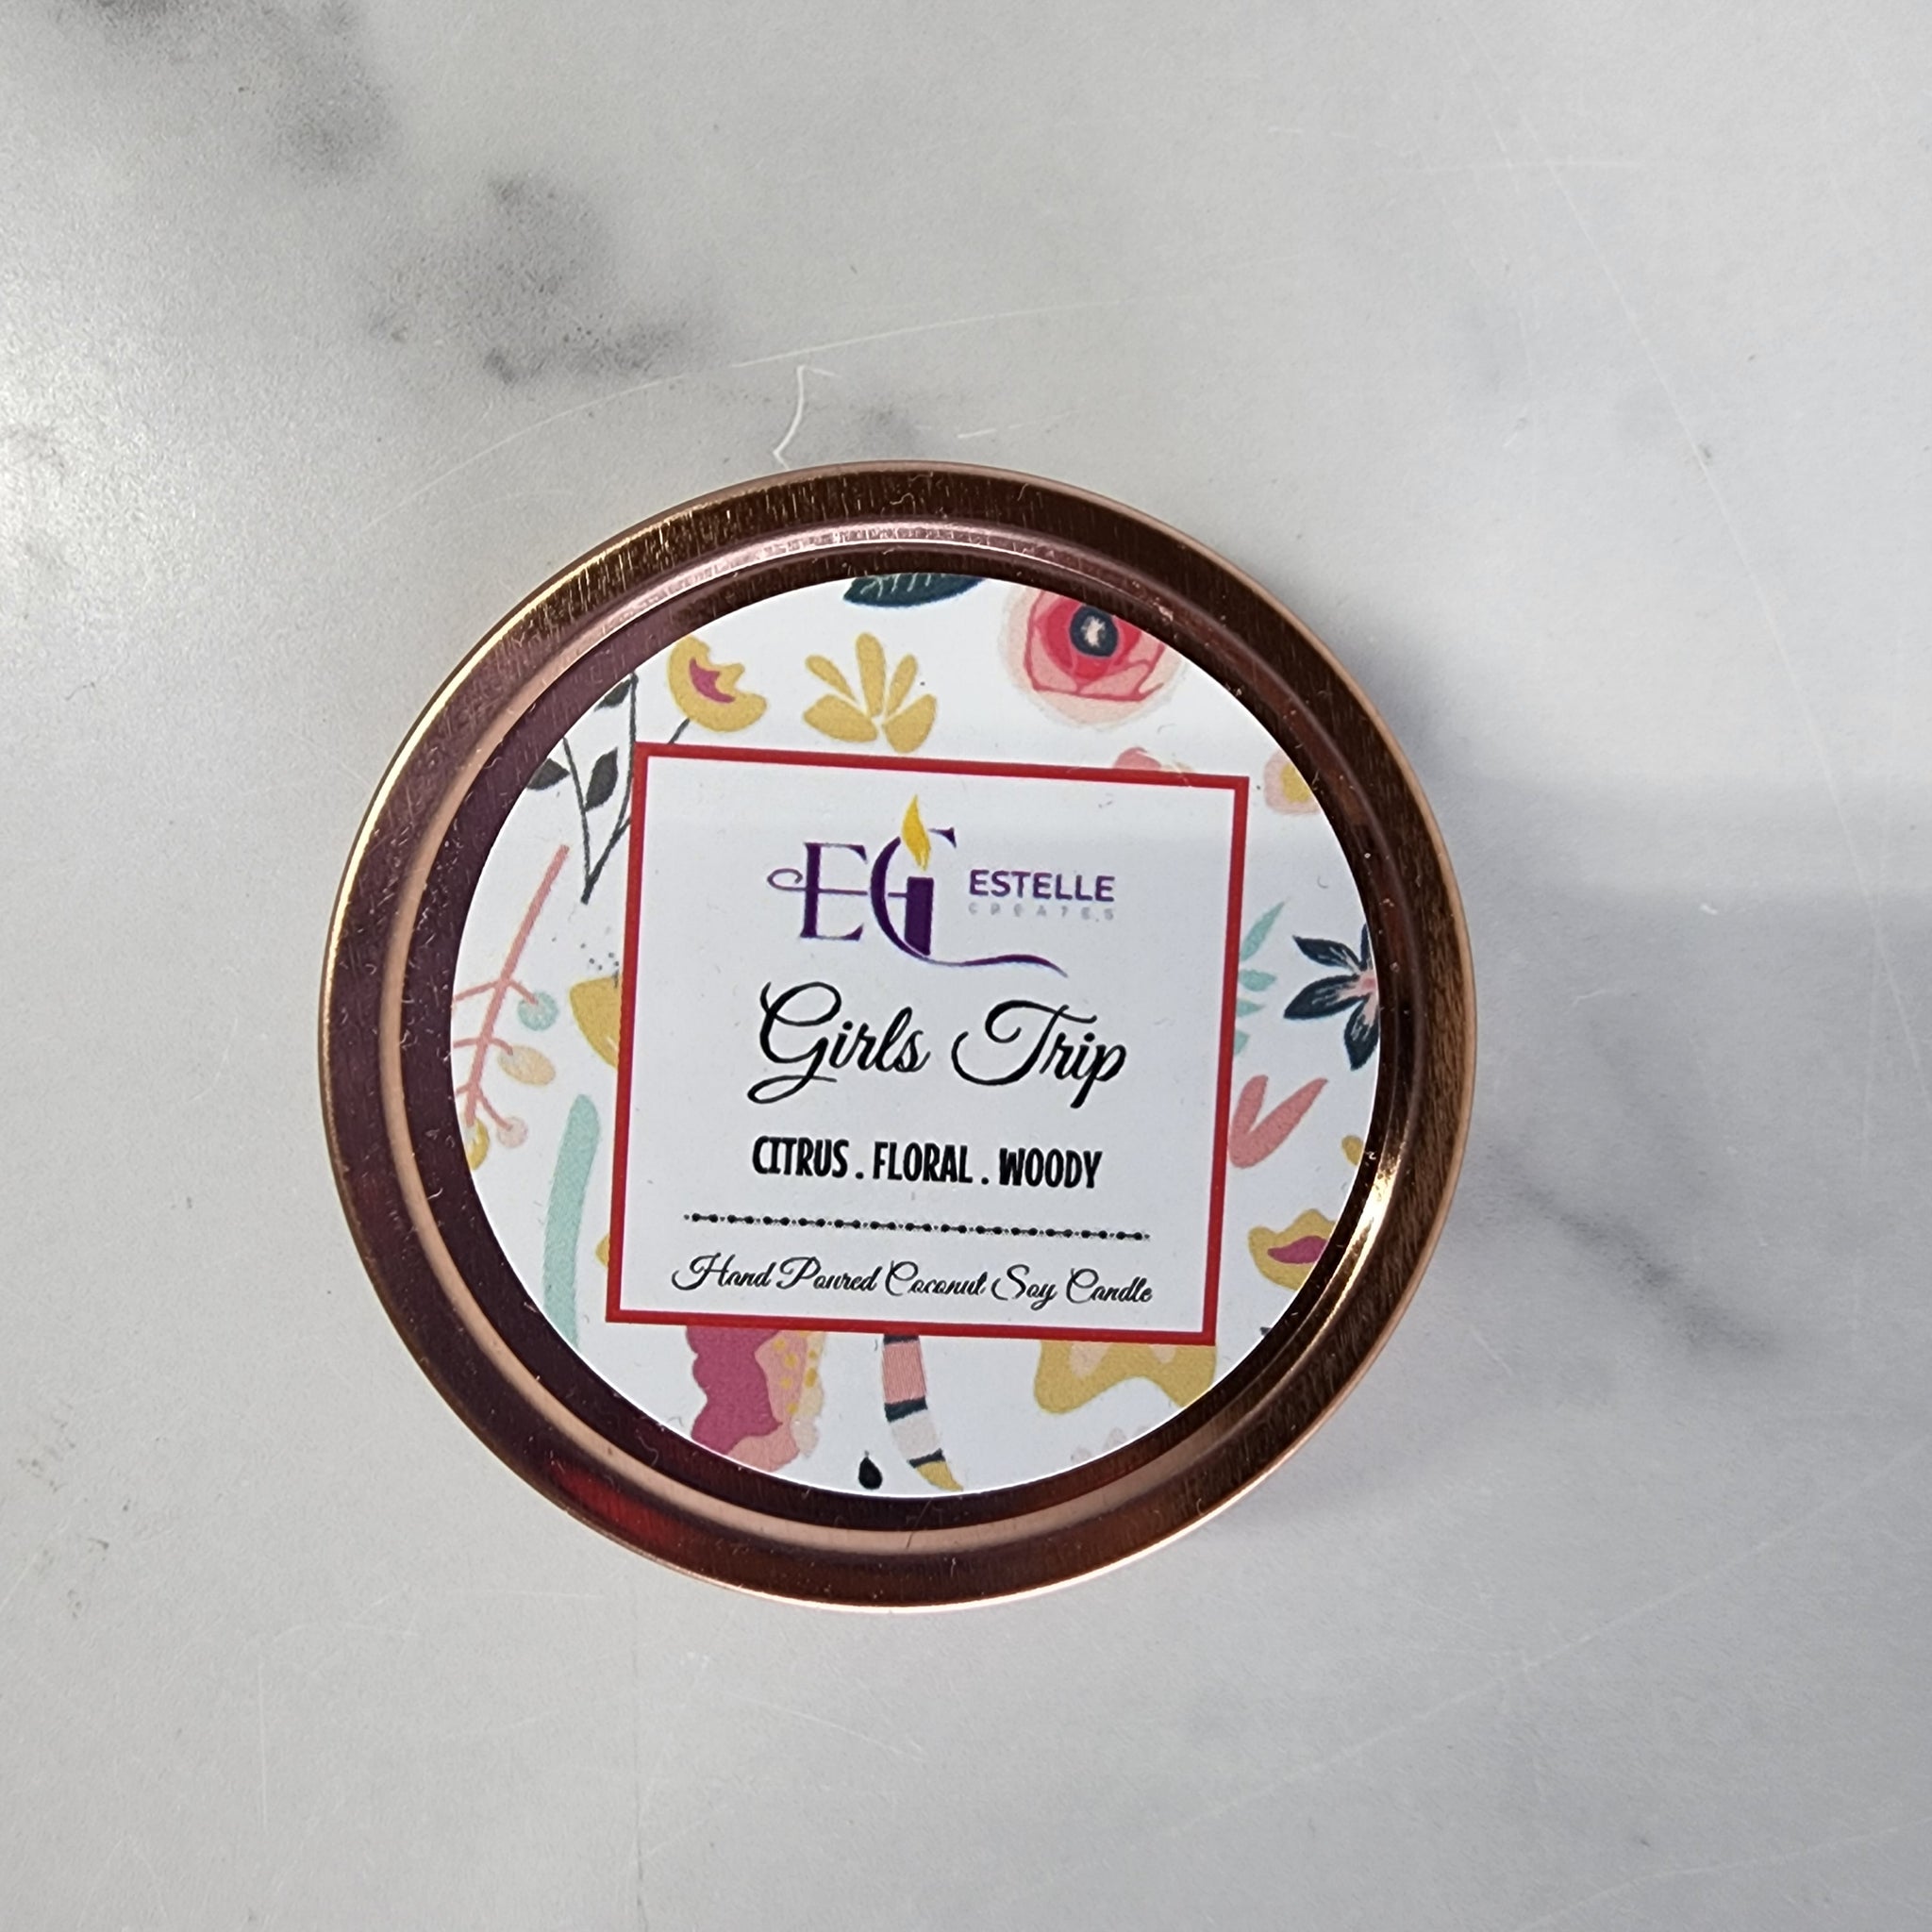 EC ESTELLE
CREATES
Girls Trip
CITRUS . FLORAL . WOODY
Hand Poured Coconut Soy Candle